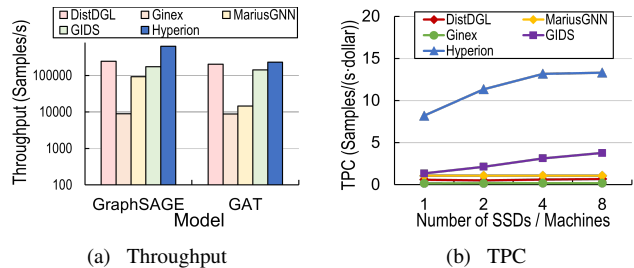 DistDGL Ginex MariusGNN
GIDS Hyperion
Throughput (Samples/s)
100000
10000
1000
100
GraphSAGE GAT
Model
(a) Throughput
DistDGL MariusGNN
Ginex GIDS
Hyperion
TPC (Samples/(s·dollar))
20
15
10
5
0
1 2 4 8
Number of SSDs / Machines
(b) TPC